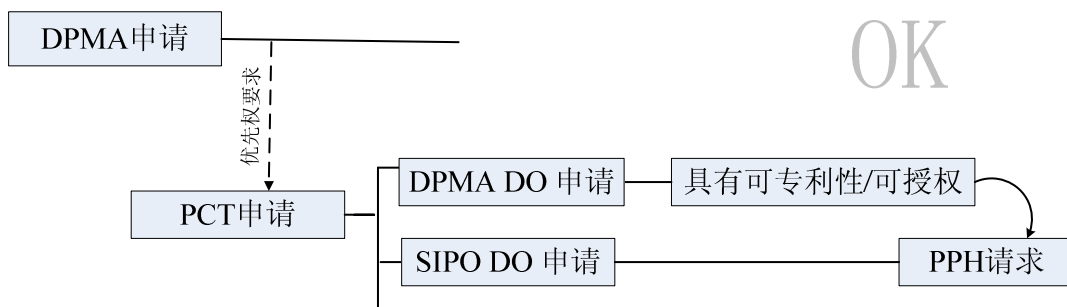 DPMA申请
OK
优先权要求
DPMA DO 申请
具有可专利性/可授权
PCT申请
SIPO DO 申请
PPH请求